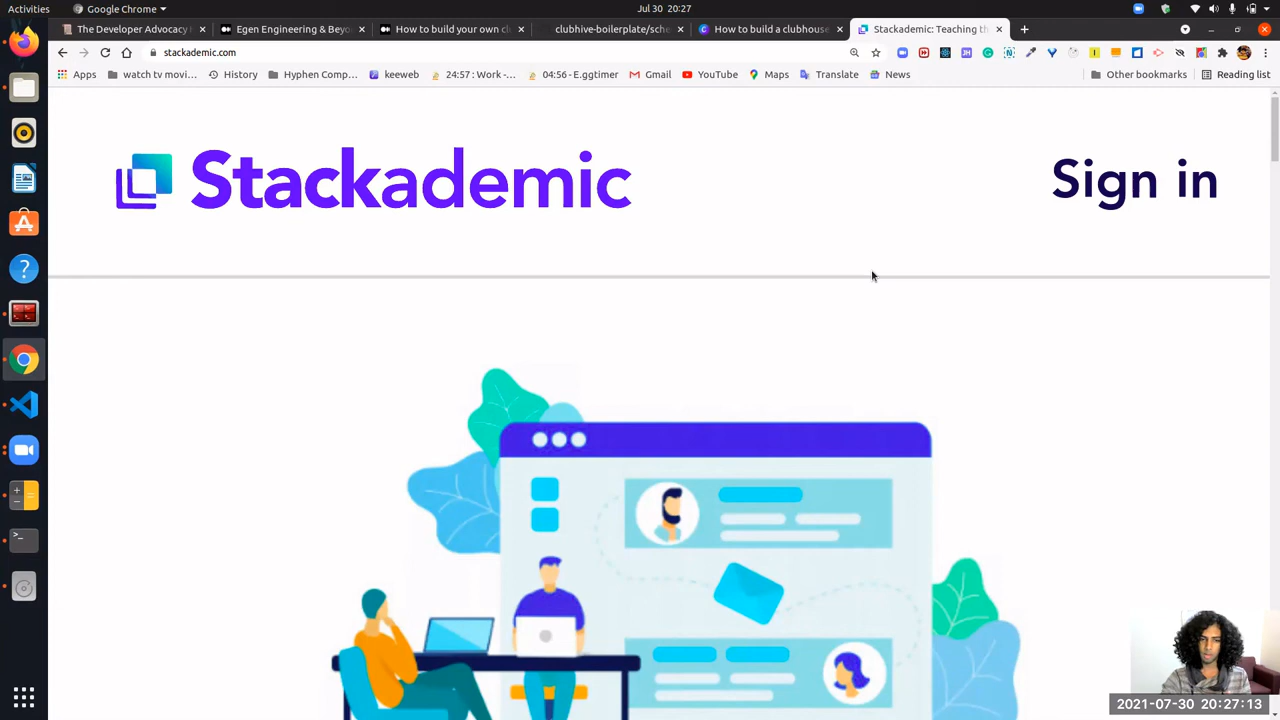 Activities
Google Chrome
Jul 30 20:27
The Developer Advocacy
Egen Engineering & Beyo
How to build your own cl
clubhive-boilerplate/sche
How to build a clubhouse
Stackademic: Teaching th
stackademic.com
Apps
watch tv movi...
History
Hyphen Comp...
keeweb
24:57 : Work -...
04:56 - E.ggtimer
Gmail
YouTube
Maps
Translate
News
Other bookmarks
Reading list
Stackademic
Sign in
2021-07-30 20:27:13